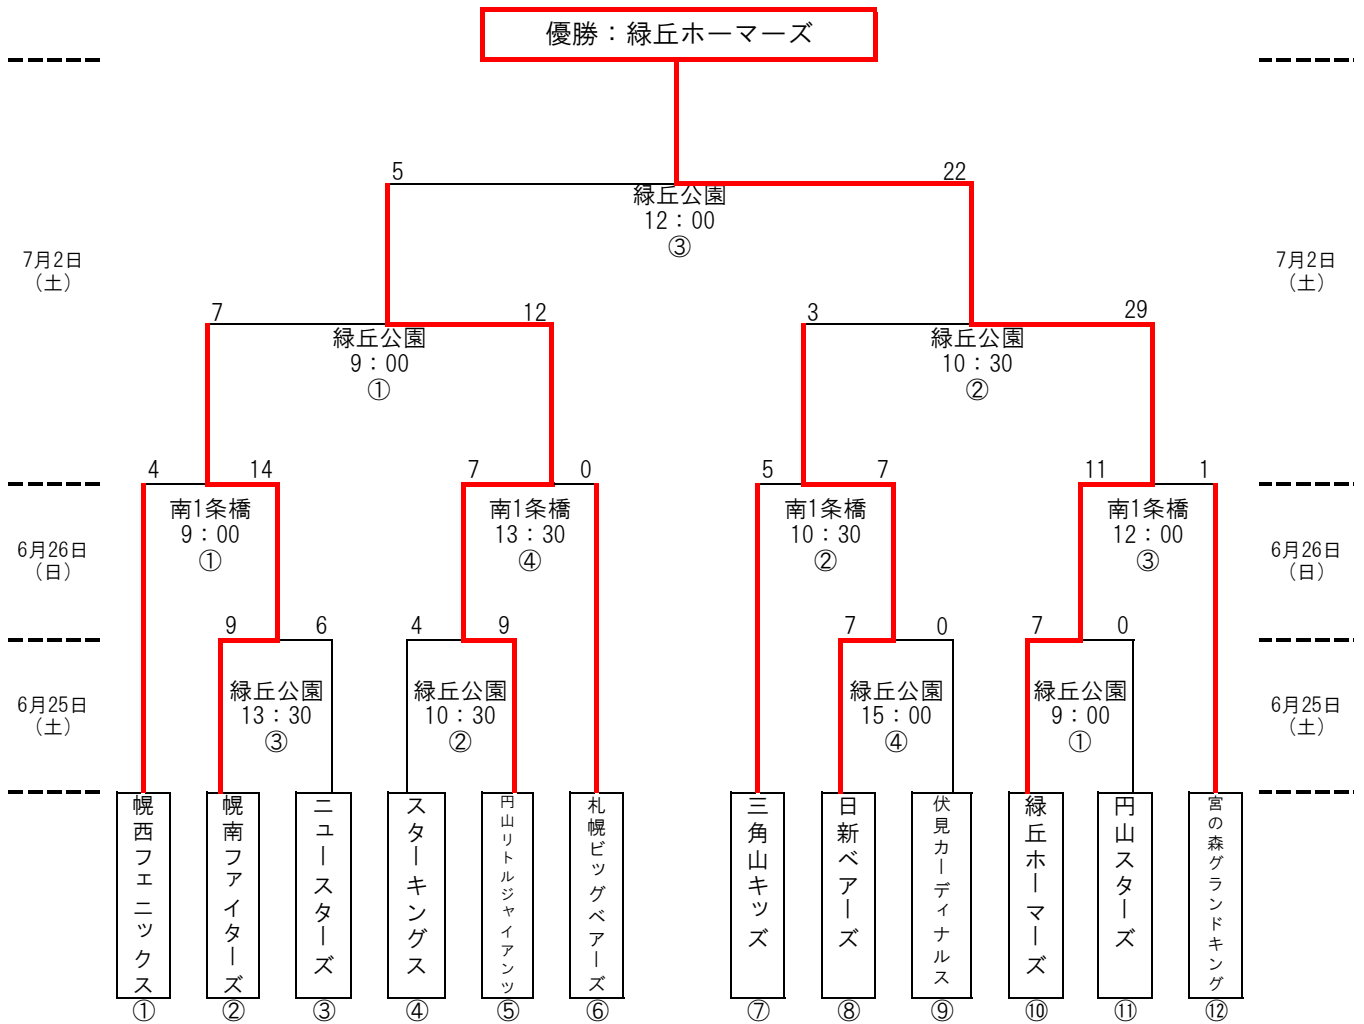 優勝：緑丘ホーマーズ
5
22
緑丘公園
12：00
③
7月2日
（土）
7月2日
（土）
7
12
3
29
緑丘公園
9：00
①
緑丘公園
10：30
②
4
14
7
0
5
7
11
1
南1条橋
9：00
①
南1条橋
13：30
④
南1条橋
10：30
②
南1条橋
12：00
③
6月26日
（日）
6月26日
（日）
9
6
4
9
7
0
7
0
緑丘公園
13：30
③
緑丘公園
10：30
②
緑丘公園
15：00
④
緑丘公園
9：00
①
6月25日
（土）
6月25日
（土）
幌西フェニックス
幌南ファイターズ
ニュースターズ
スターキングス
円山リトルジャイアンツ
札幌ビッグベアーズ
三角山キッズ
日新ベアーズ
伏見カーディナルス
緑丘ホーマーズ
円山スターズ
宮の森グランドキング
①
②
③
④
⑤
⑥
⑦
⑧
⑨
⑩
⑪
⑫